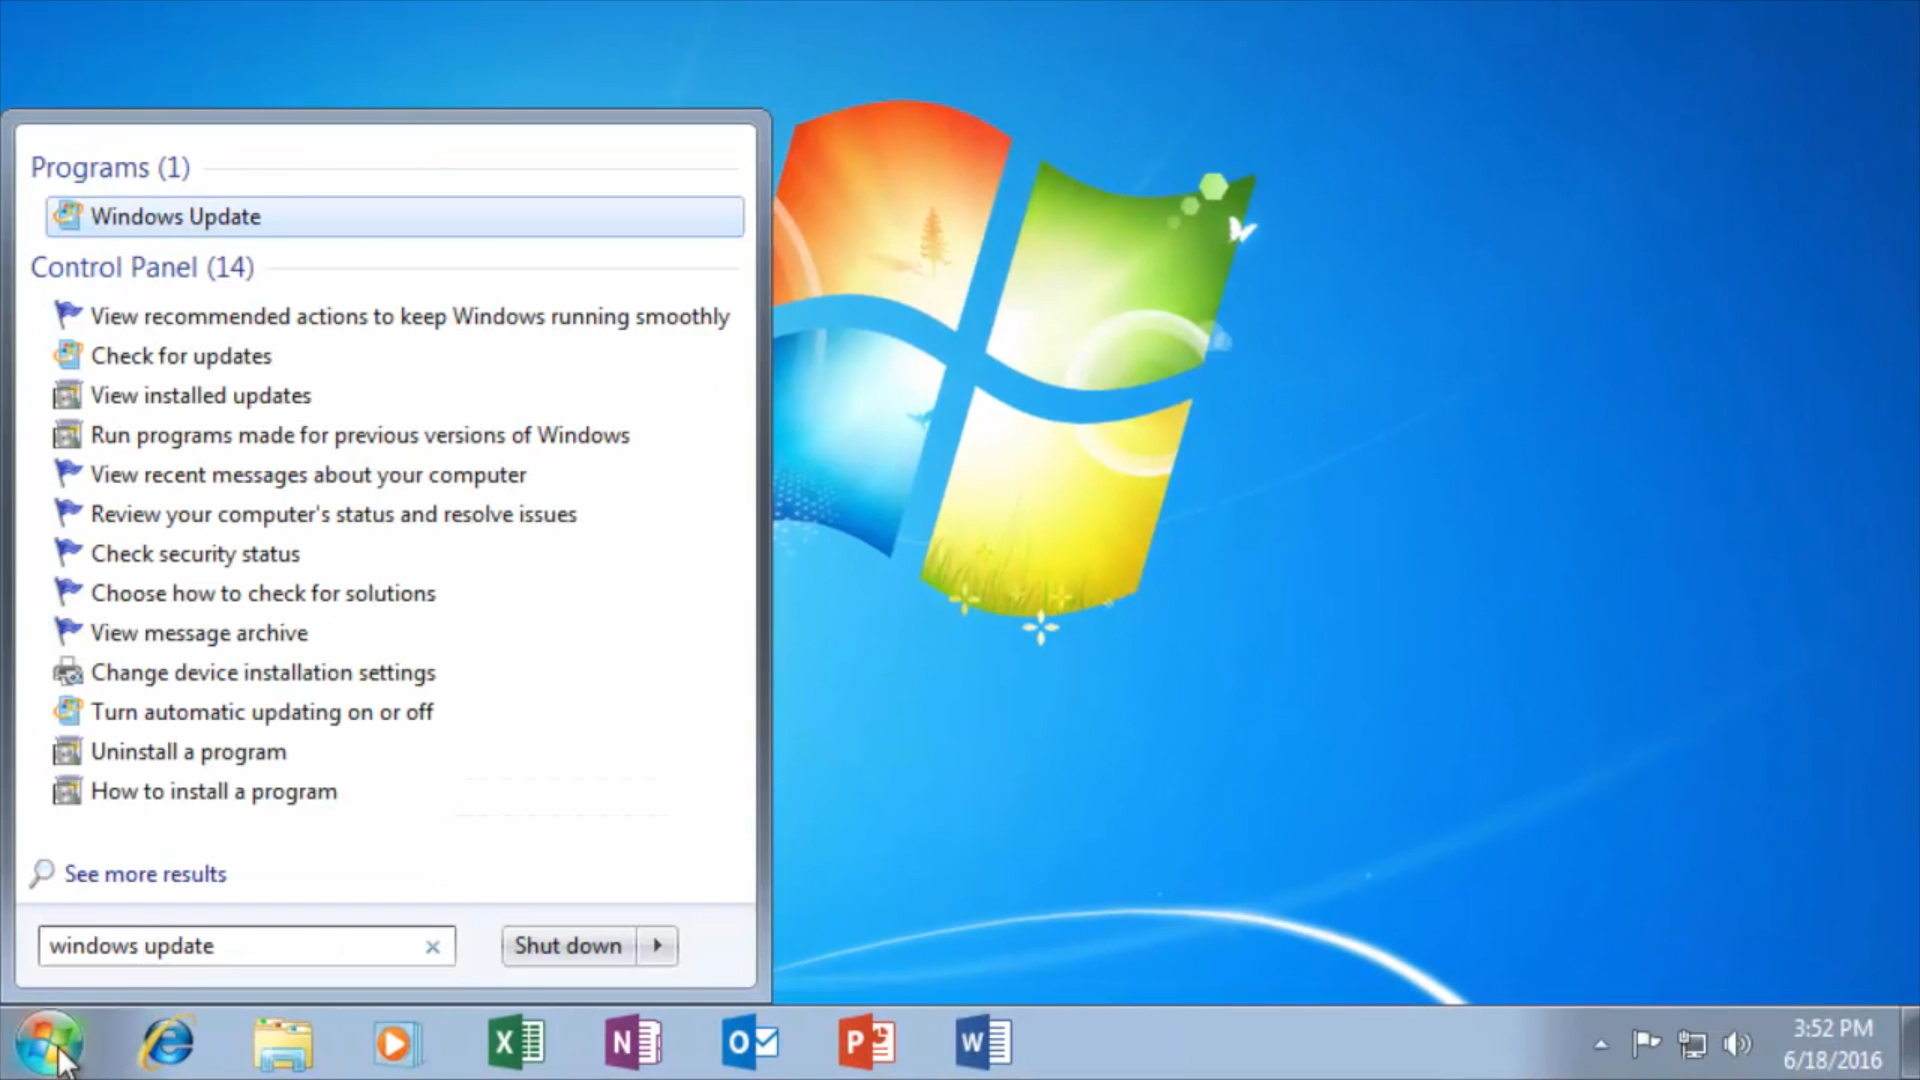 Programs (1)
Windows Update
Control Panel (14)
View recommended actions to keep Windows running smoothly
Check for updates
View installed updates
Run programs made for previous versions of Windows
View recent messages about your computer
Review your computer's status and resolve issues
Check security status
Choose how to check for solutions
View message archive
Change device installation settings
Turn automatic updating on or off
Uninstall a program
How to install a program
See more results
windows update
Shut down
X
N
O
P
W
3:52 PM
6/18/2016